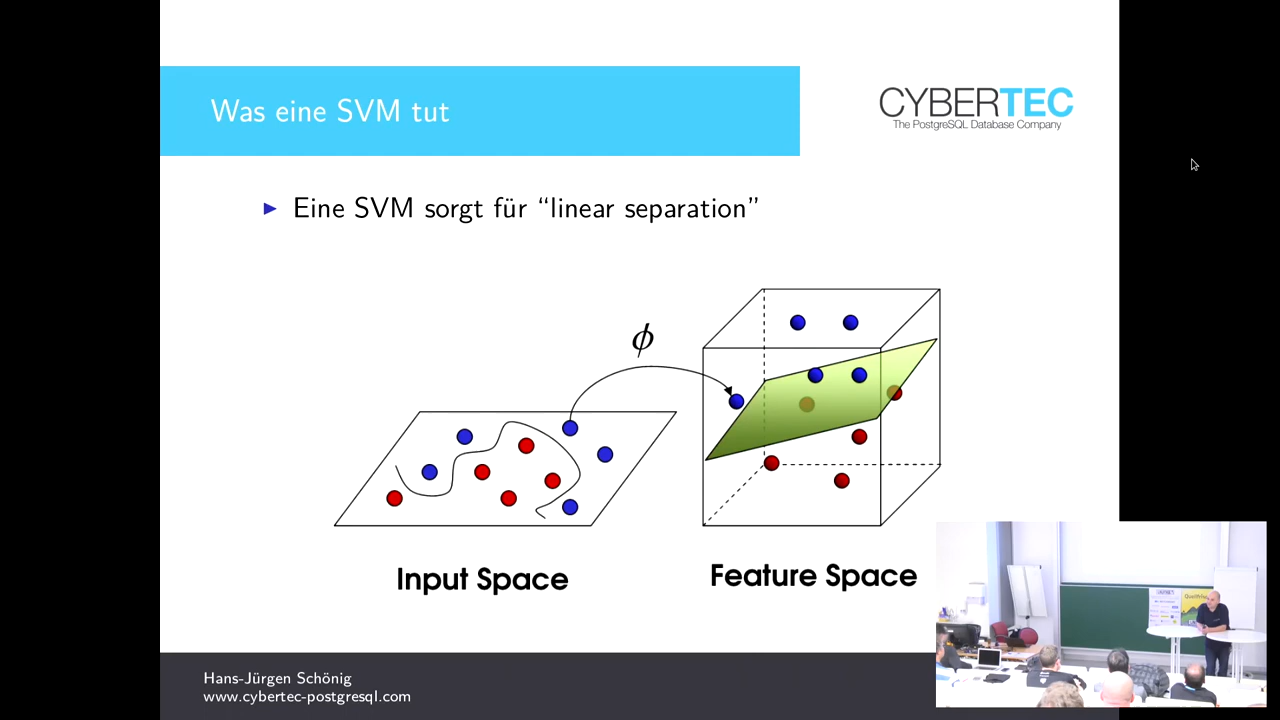 Was eine SVM tut
CYBERTEC
The PostgreSQL Database Company
Eine SVM sorgt für “linear separation”
ϕ
Input Space
Feature Space
Hans-Jürgen Schönig
www.cybertec-postgresql.com